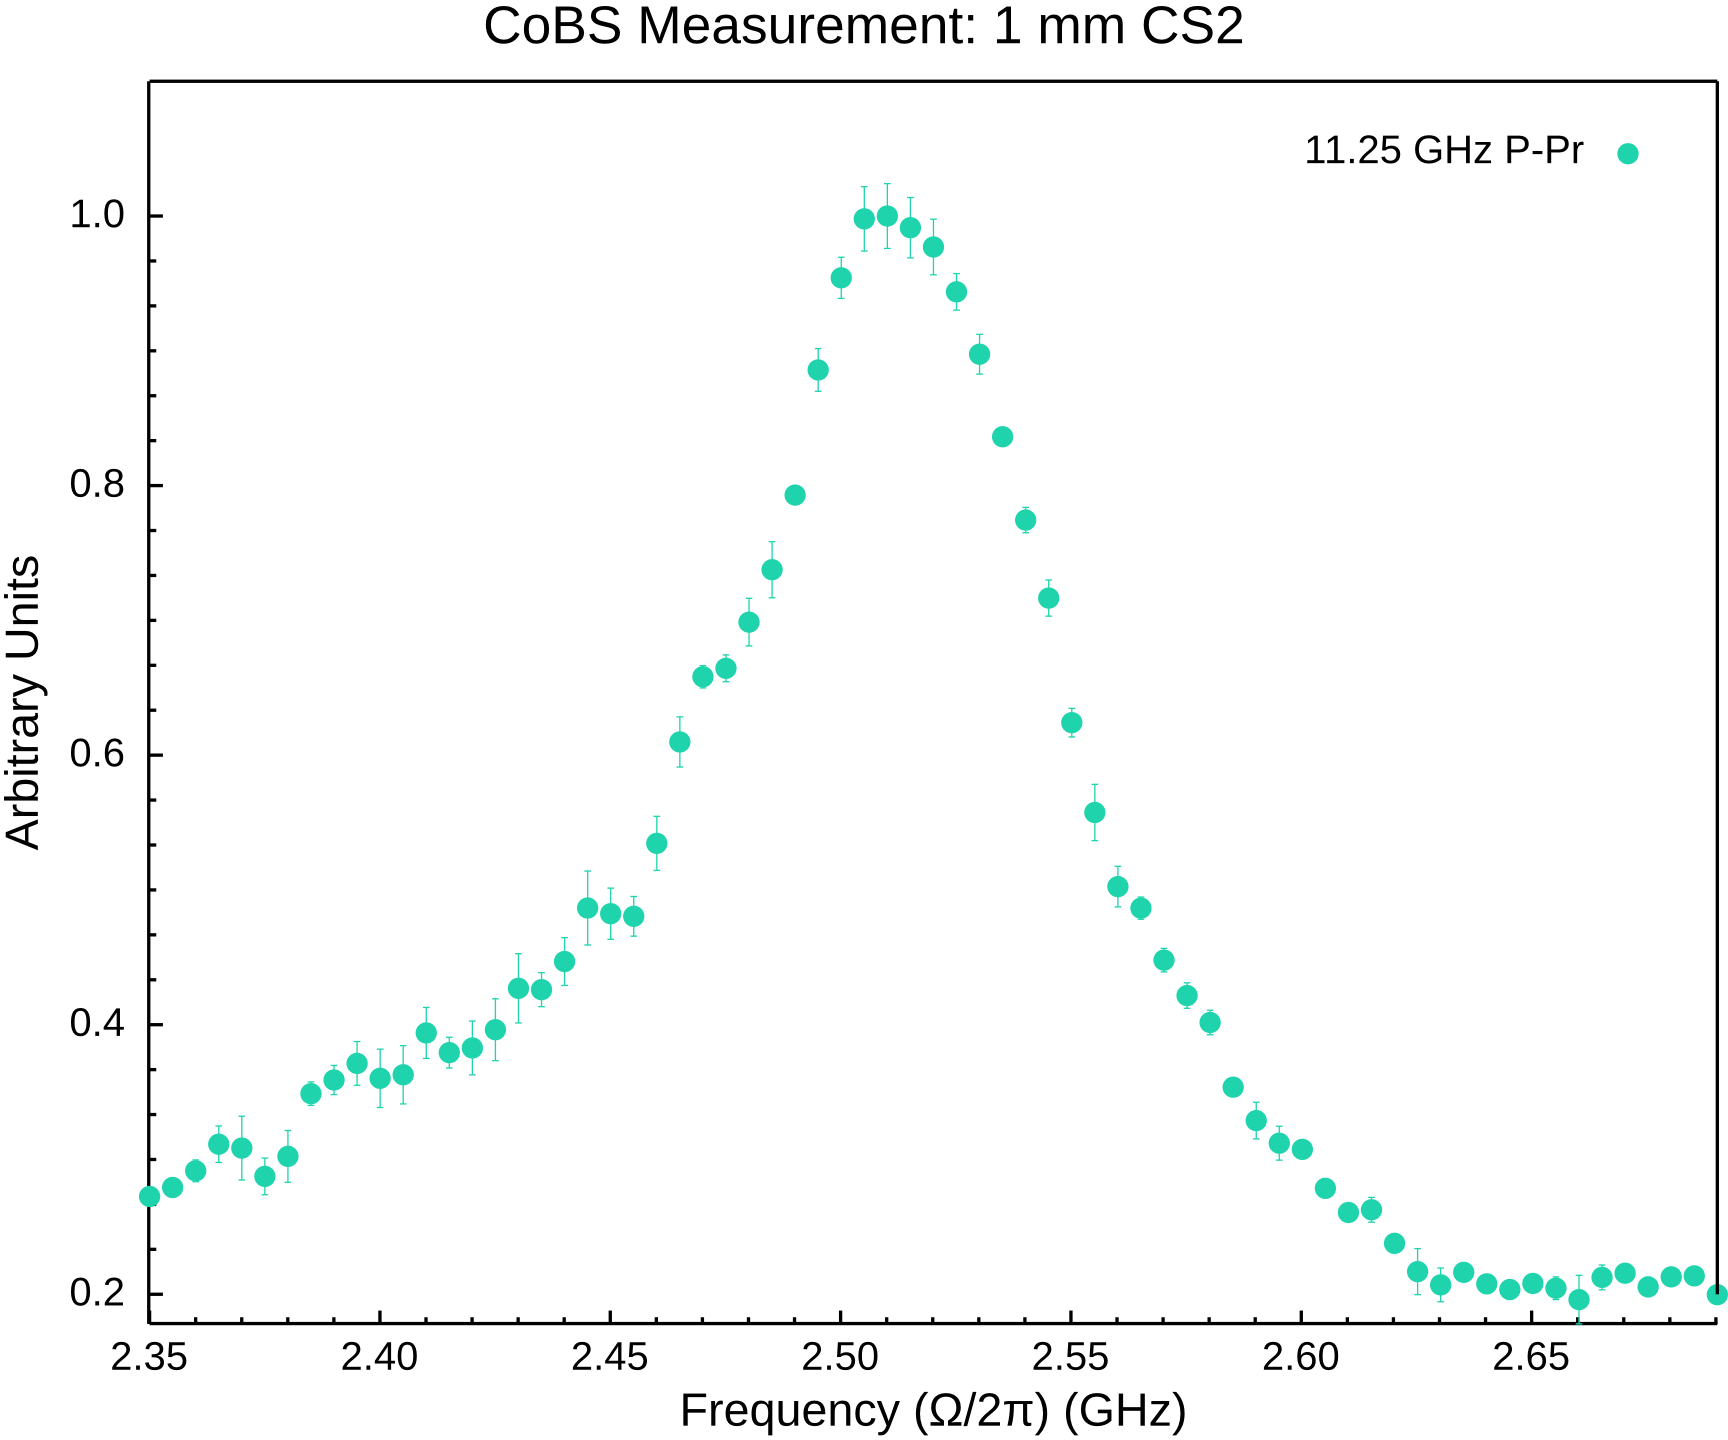 CoBS Measurement: 1 mm CS2
11.25 GHz P-Pr
1.0
0.8
0.6
0.4
0.2
Arbitrary Units
2.35 2.40 2.45 2.50 2.55 2.60 2.65
Frequency (Ω/2π) (GHz)